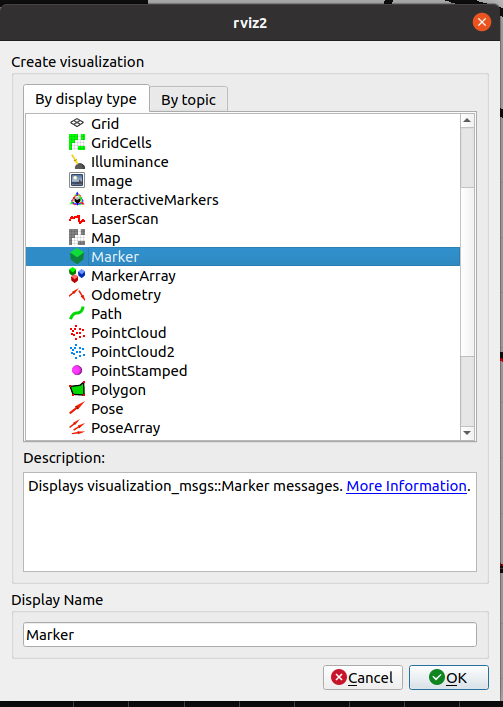 rviz2
Create visualization
By display type
By topic
Grid
GridCells
Illuminance
Image
InteractiveMarkers
LaserScan
Map
Marker
MarkerArray
Odometry
Path
PointCloud
PointCloud2
PointStamped
Polygon
Pose
PoseArray
Description:
Displays visualization_msgs::Marker messages. More Information.
Display Name
Marker
Cancel
OK